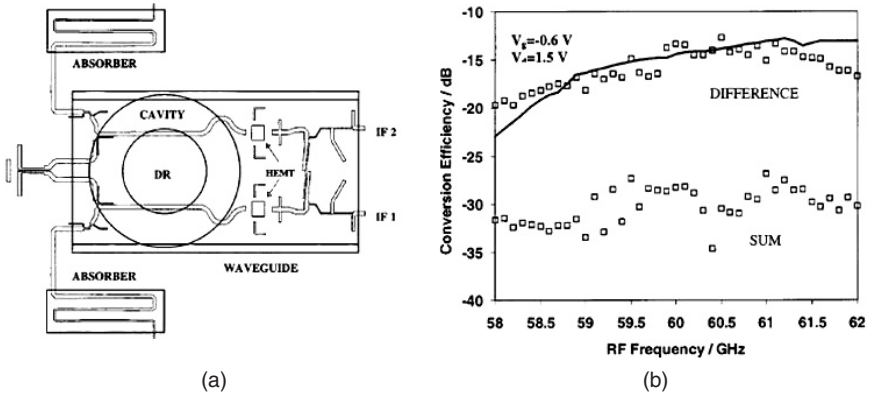 ABSORBER
CAVITY
DR
HEMT
IF 2
IF 1
WAVEGUIDE
ABSORBER
(a)
Conversion Efficiency / dB
-10
-15
-20
-25
-30
-35
-40
Vg=-0.6 V
Vd=1.5 V
DIFFERENCE
SUM
58 58.5 59 59.5 60 60.5 61 61.5 62
RF Frequency / GHz
(b)